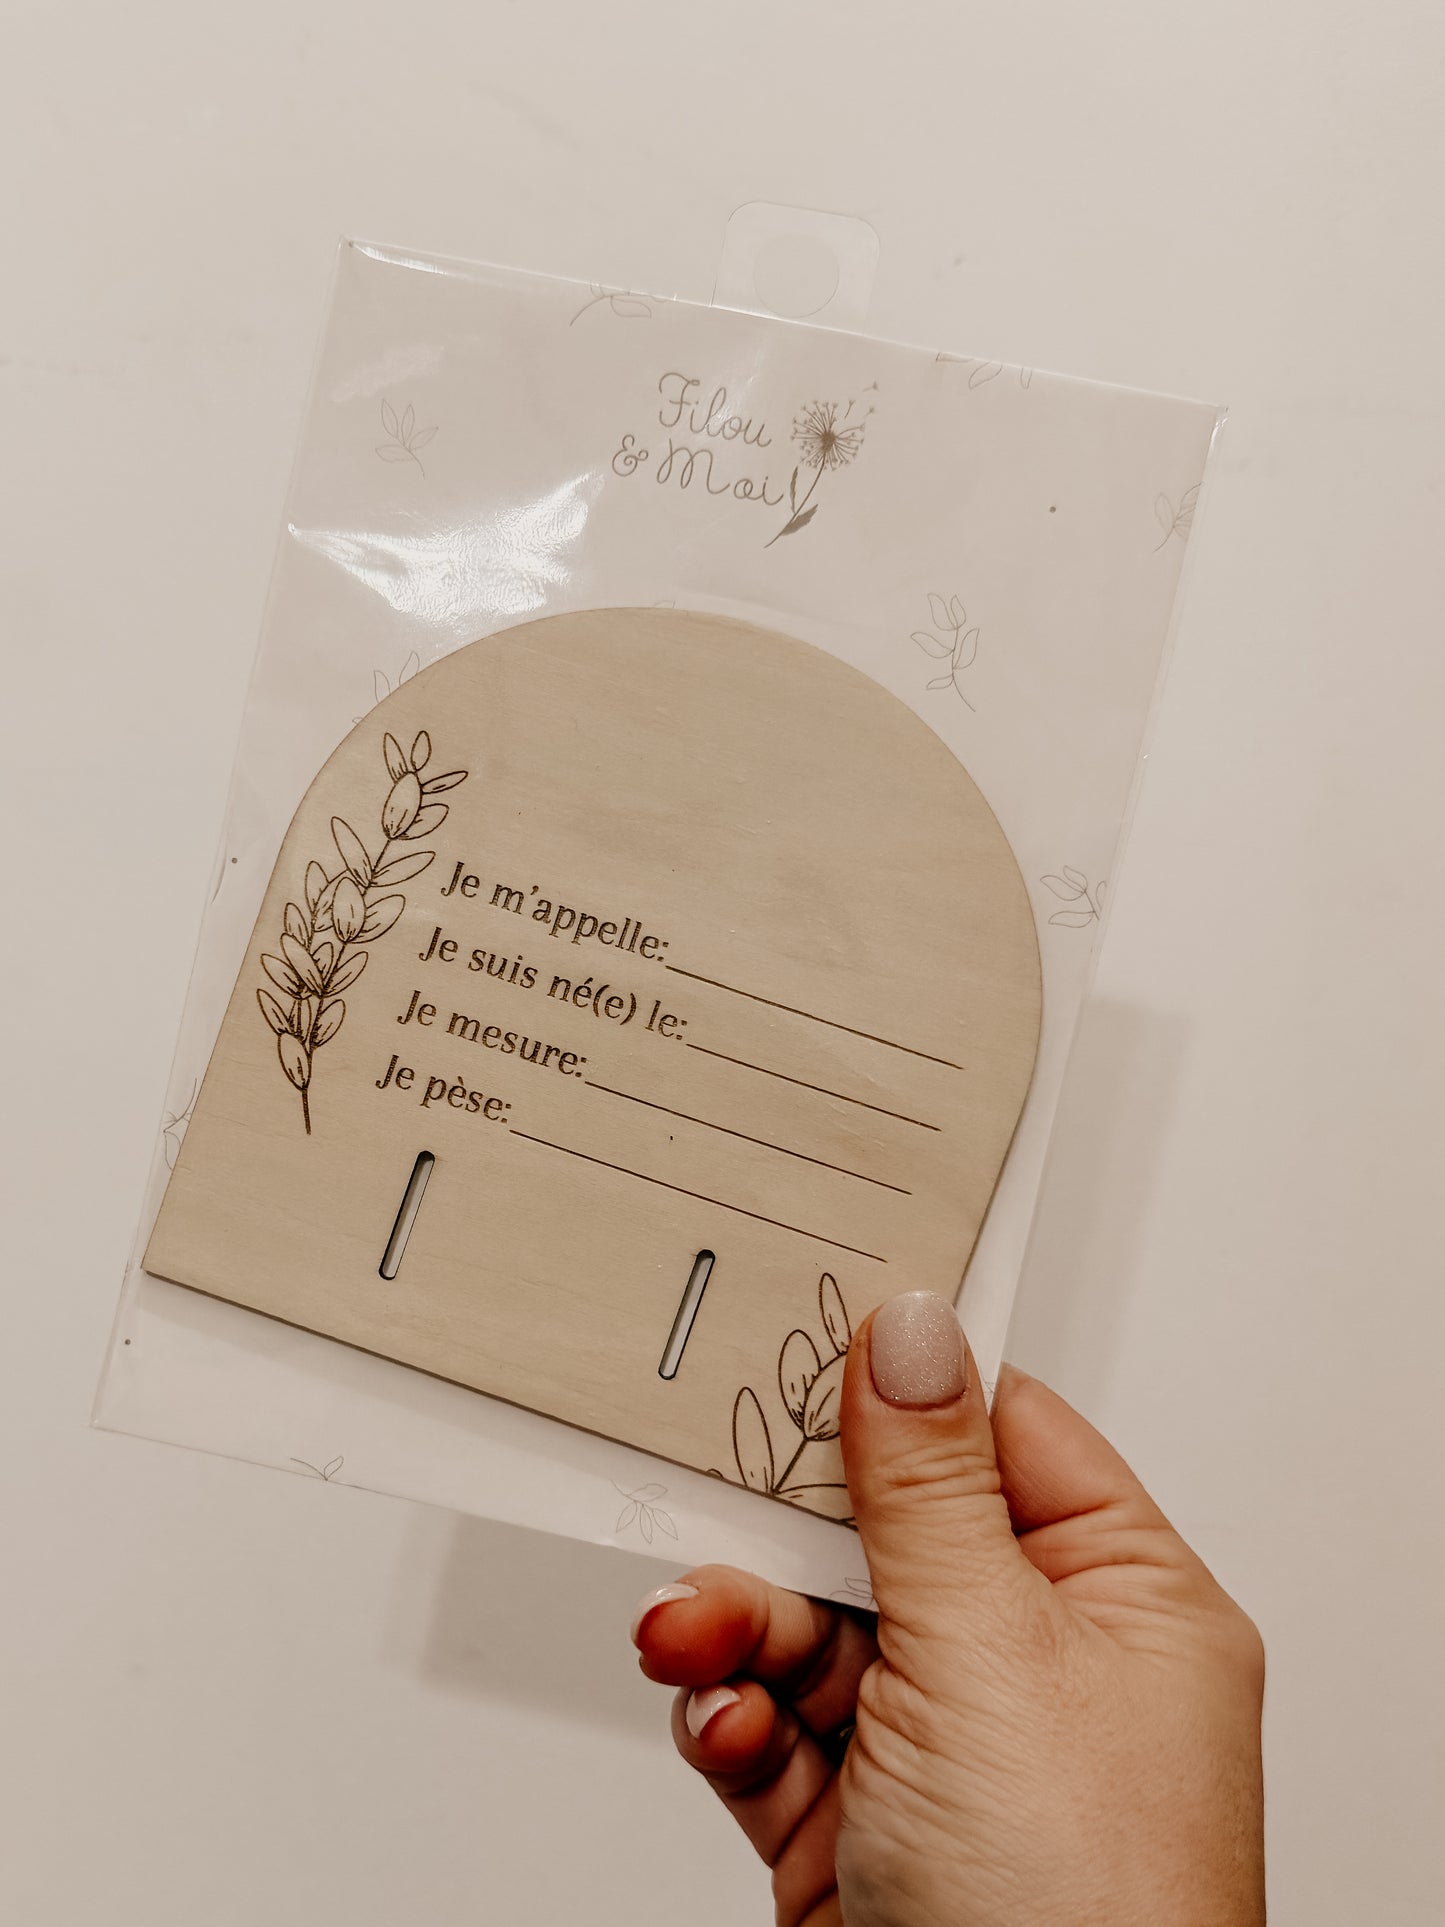 Filou
& Moi
Je m'appelle:
Je suis né(e) le:
Je mesure:
Je pèse: